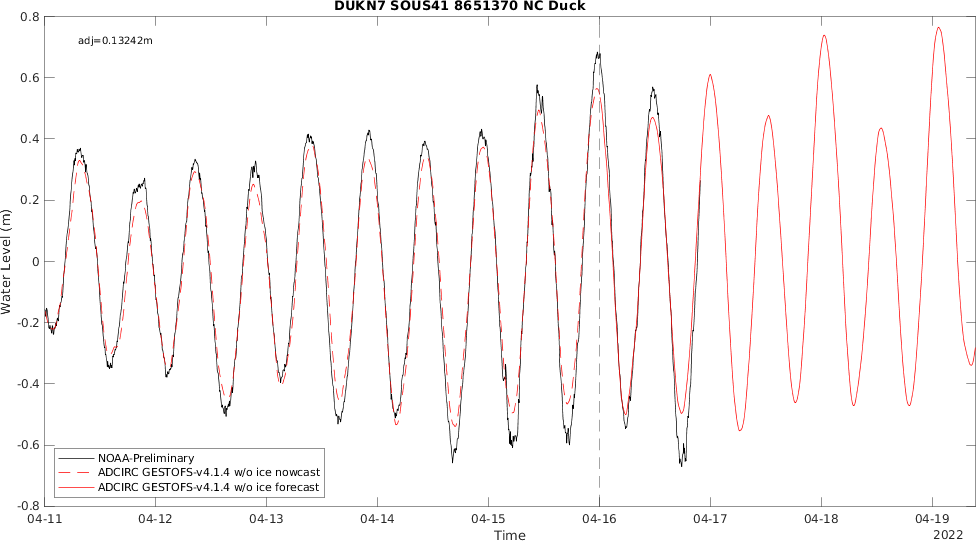 DUKN7 SOUS41 8651370 NC Duck
adj=0.13242m
0.8
0.6
0.4
0.2
0
-0.2
-0.4
-0.6
-0.8
Water Level (m)
NOAA-Preliminary
ADCIRC GESTOFS-v4.1.4 w/o ice nowcast
ADCIRC GESTOFS-v4.1.4 w/o ice forecast
04-11 04-12 04-13 04-14 04-15 04-16 04-17 04-18 04-19
Time
2022